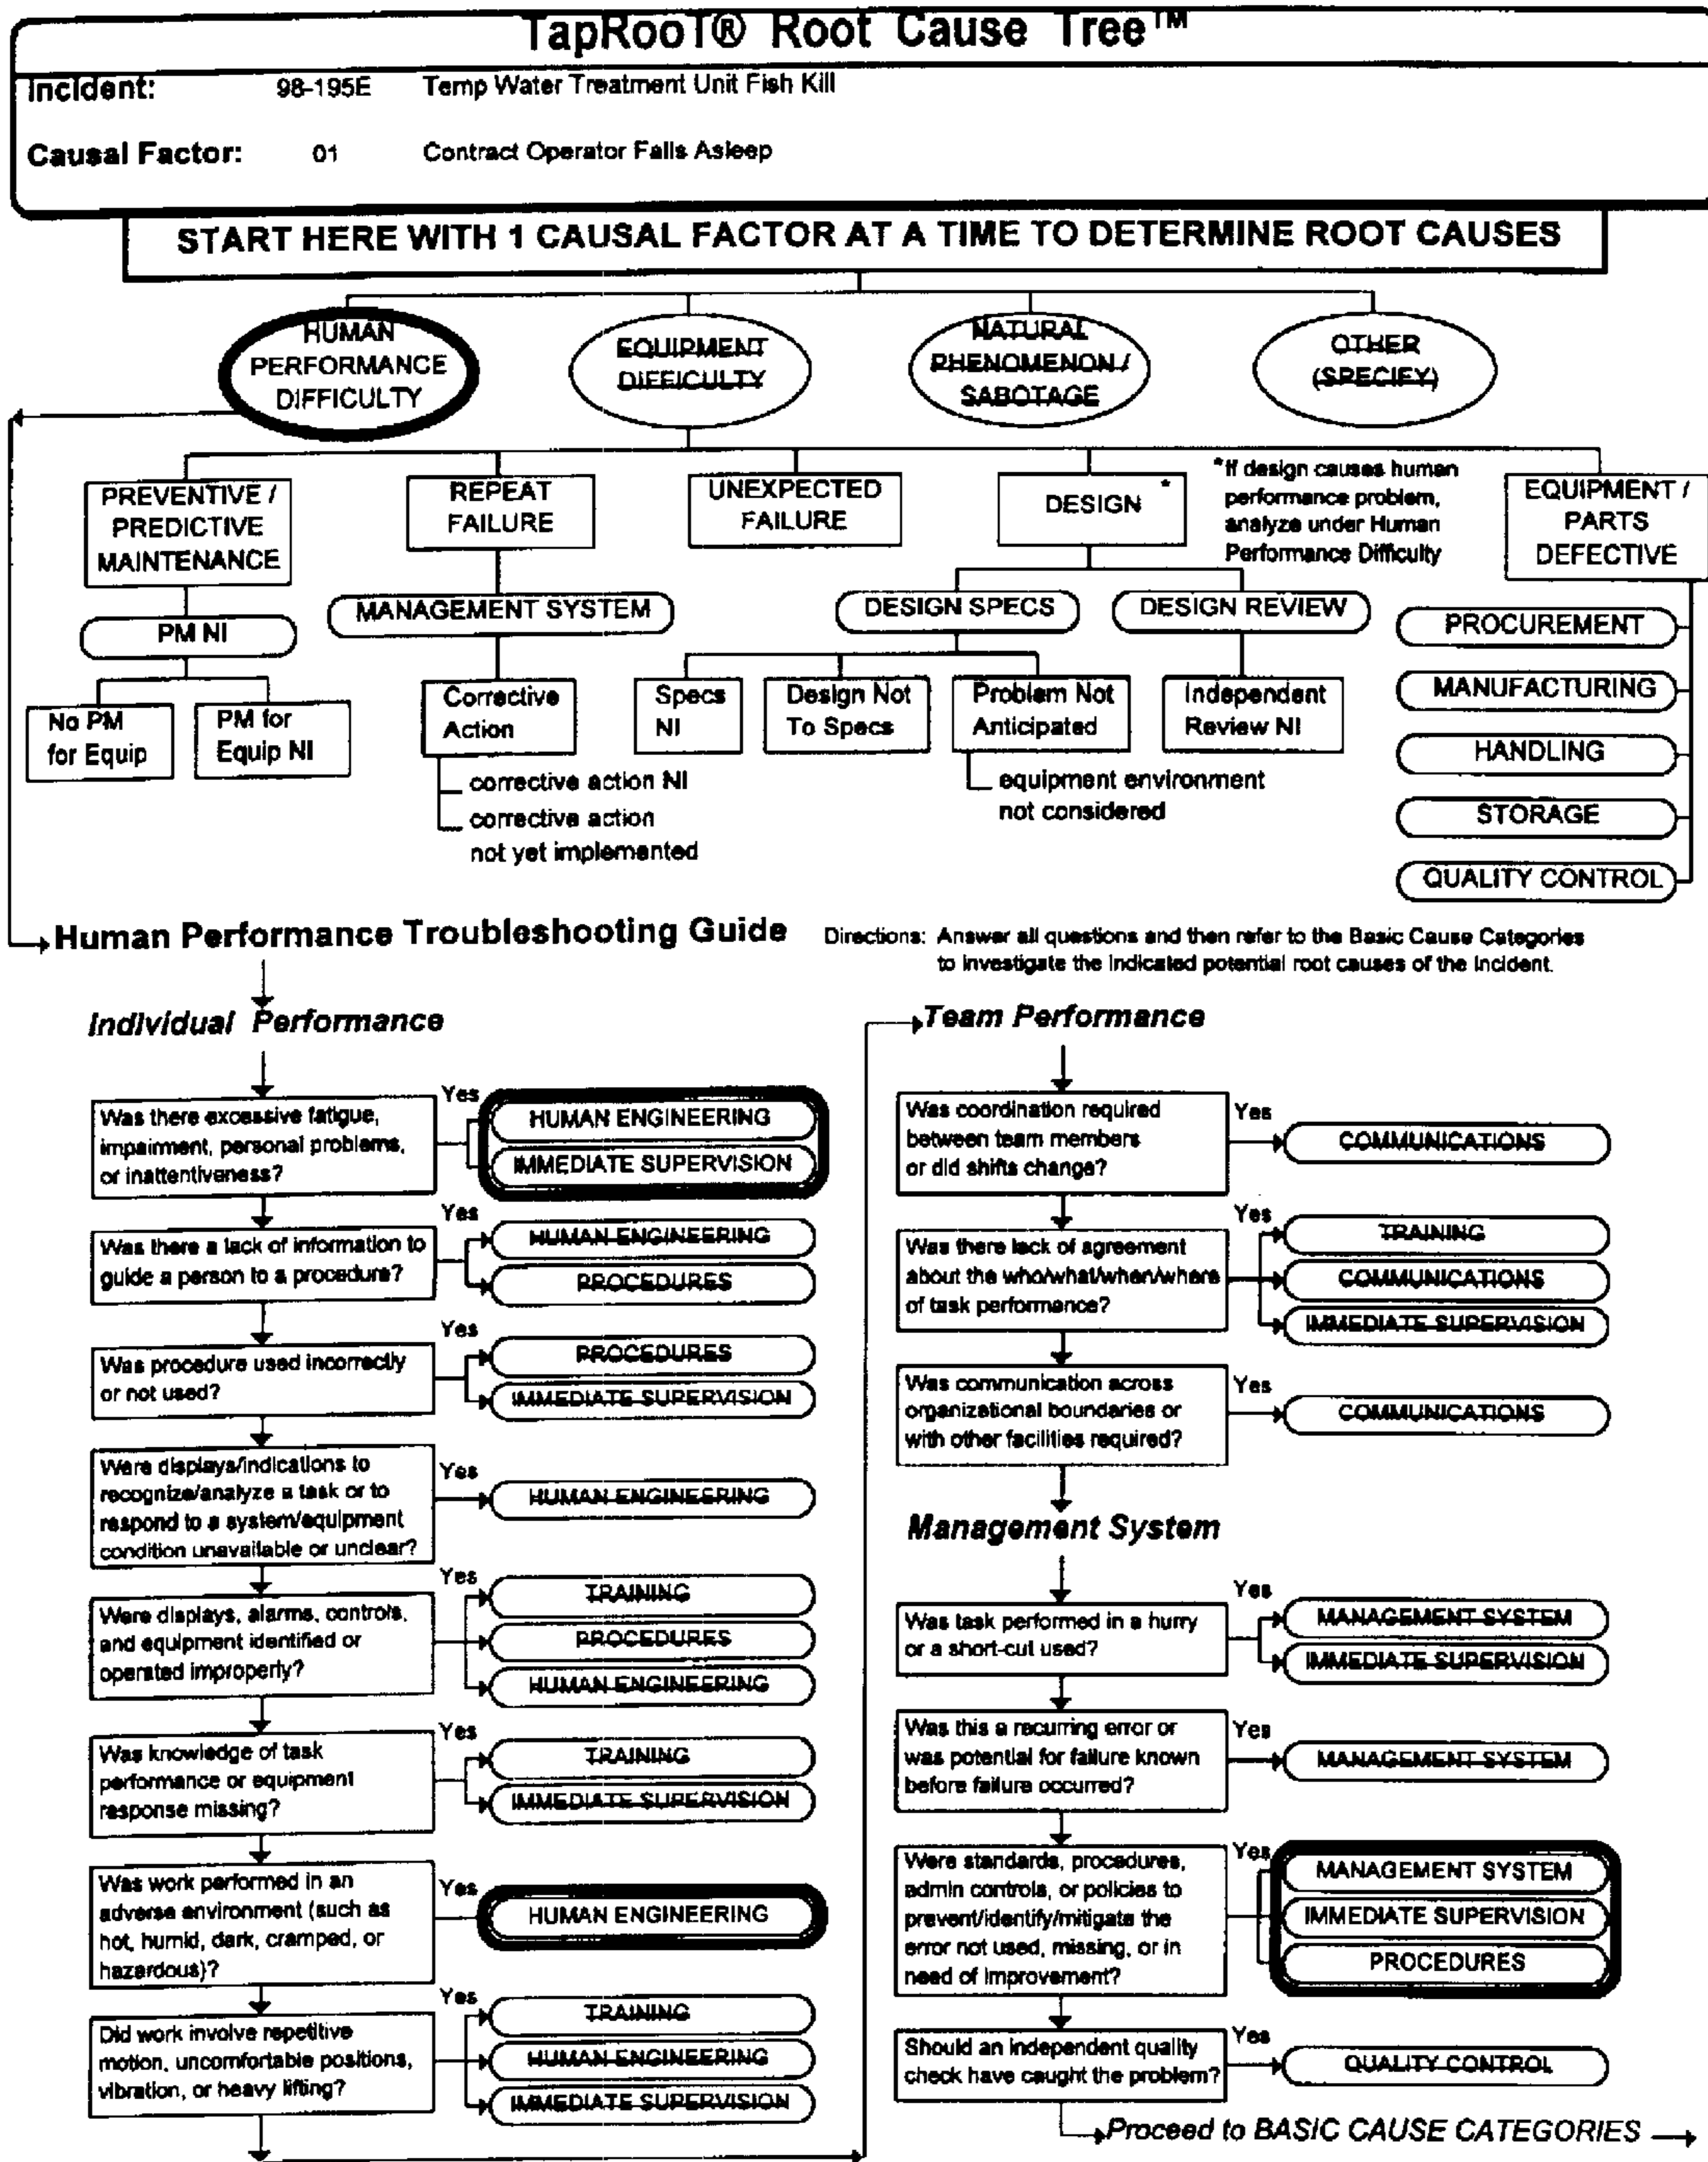 TapRooT® Root Cause Tree™
Incident: 98-195E Temp Water Treatment Unit Fish Kill
Causal Factor: 01 Contract Operator Falls Asleep
START HERE WITH 1 CAUSAL FACTOR AT A TIME TO DETERMINE ROOT CAUSES
HUMAN
PERFORMANCE
DIFFICULTY
EQUIPMENT
DIFFICULTY
NATURAL
PHENOMENON /
SABOTAGE
OTHER
(SPECIFY)
PREVENTIVE /
PREDICTIVE
MAINTENANCE
REPEAT
FAILURE
UNEXPECTED
FAILURE
DESIGN *
*If design causes human
performance problem,
analyze under Human
Performance Difficulty
EQUIPMENT /
PARTS
DEFECTIVE
PM NI
MANAGEMENT SYSTEM
DESIGN SPECS
DESIGN REVIEW
PROCUREMENT
MANUFACTURING
HANDLING
STORAGE
QUALITY CONTROL
No PM
for Equip
PM for
Equip NI
Corrective
Action
Specs
NI
Design Not
To Specs
Problem Not
Anticipated
Independent
Review NI
corrective action NI
corrective action
not yet implemented
equipment environment
not considered
Human Performance Troubleshooting Guide
Directions: Answer all questions and then refer to the Basic Cause Categories
to investigate the indicated potential root causes of the incident.
Individual Performance
Was there excessive fatigue,
impairment, personal problems,
or inattentiveness?
Yes
HUMAN ENGINEERING
IMMEDIATE SUPERVISION
Was there a lack of information to
guide a person to a procedure?
Yes
HUMAN ENGINEERING
PROCEDURES
Was procedure used incorrectly
or not used?
Yes
PROCEDURES
IMMEDIATE SUPERVISION
Were displays/indications to
recognize/analyze a task or to
respond to a system/equipment
condition unavailable or unclear?
Yes
HUMAN ENGINEERING
Were displays, alarms, controls,
and equipment identified or
operated improperly?
Yes
TRAINING
PROCEDURES
HUMAN ENGINEERING
Was knowledge of task
performance or equipment
response missing?
Yes
TRAINING
IMMEDIATE SUPERVISION
Was work performed in an
adverse environment (such as
hot, humid, dark, cramped, or
hazardous)?
Yes
HUMAN ENGINEERING
Did work involve repetitive
motion, uncomfortable positions,
vibration, or heavy lifting?
Yes
TRAINING
HUMAN ENGINEERING
IMMEDIATE SUPERVISION
Team Performance
Was coordination required
between team members
or did shifts change?
Yes
COMMUNICATIONS
Was there lack of agreement
about the who/what/when/where
of task performance?
Yes
TRAINING
COMMUNICATIONS
IMMEDIATE SUPERVISION
Was communication across
organizational boundaries or
with other facilities required?
Yes
COMMUNICATIONS
Management System
Was task performed in a hurry
or a short-cut used?
Yes
MANAGEMENT SYSTEM
IMMEDIATE SUPERVISION
Was this a recurring error or
was potential for failure known
before failure occurred?
Yes
MANAGEMENT SYSTEM
Were standards, procedures,
admin controls, or policies to
prevent/identify/mitigate the
error not used, missing, or in
need of improvement?
Yes
MANAGEMENT SYSTEM
IMMEDIATE SUPERVISION
PROCEDURES
Should an independent quality
check have caught the problem?
Yes
QUALITY CONTROL
Proceed to BASIC CAUSE CATEGORIES